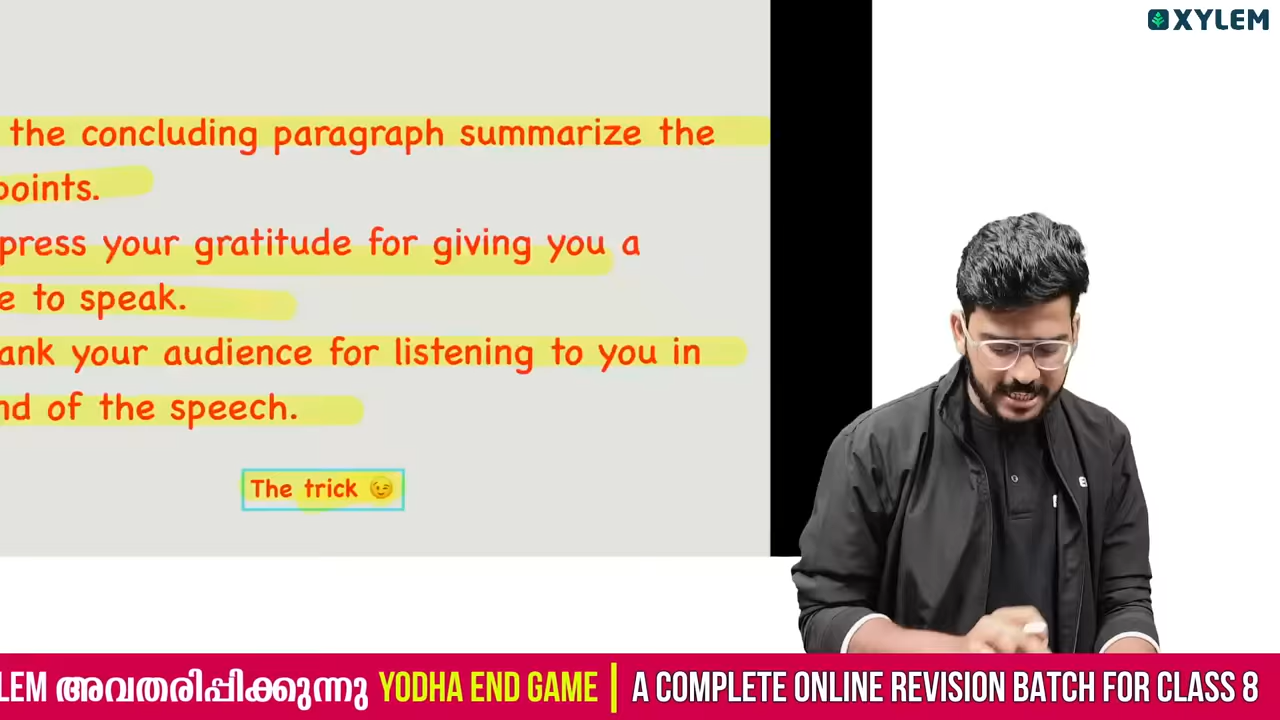 XYLEM
the concluding paragraph summarize the
points.
press your gratitude for giving you a
e to speak.
ank your audience for listening to you in
nd of the speech.
The trick 😉
LEM അവതരിപ്പിക്കുന്നു YODHA END GAME | A COMPLETE ONLINE REVISION BATCH FOR CLASS 8